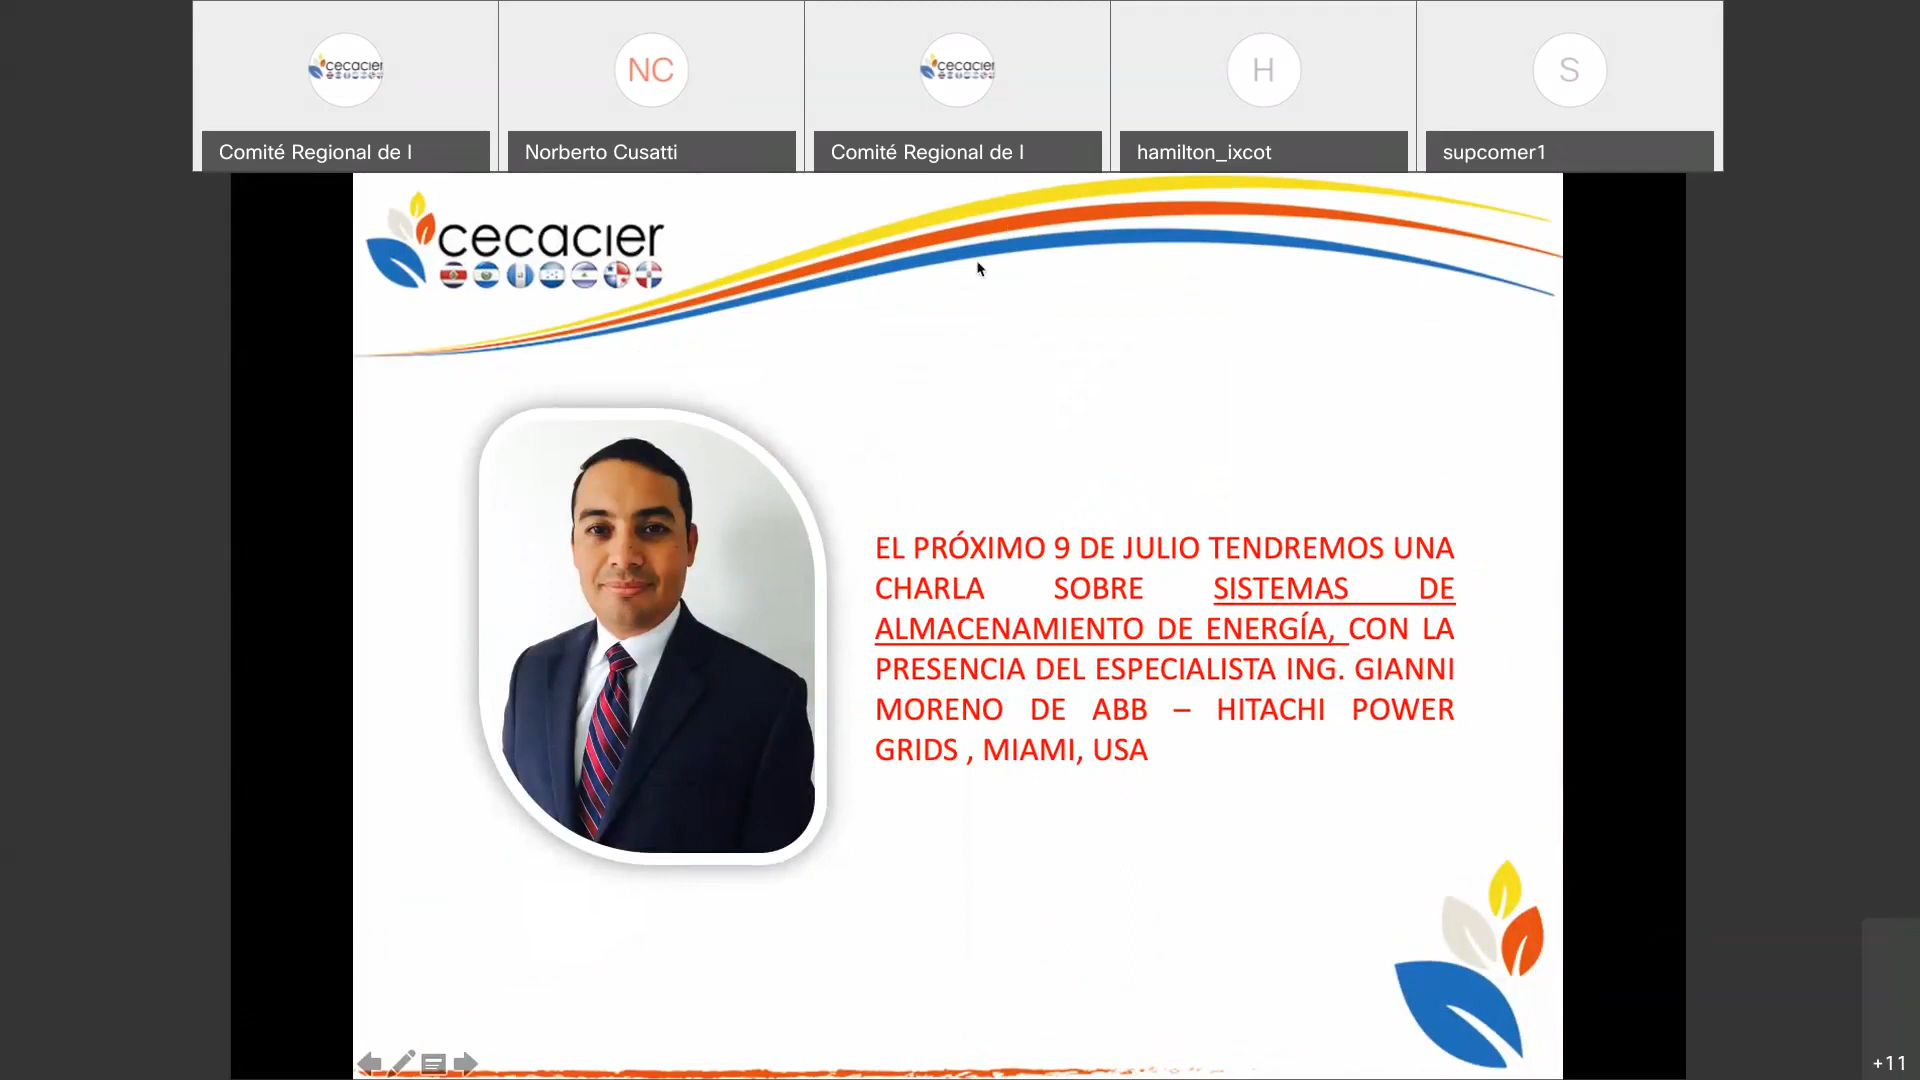 cecacier
NC
cecacier
H
S
Comité Regional de I
Norberto Cusatti
Comité Regional de I
hamilton_ixcot
supcomer1
cecacier
EL PRÓXIMO 9 DE JULIO TENDREMOS UNA
CHARLA SOBRE SISTEMAS DE
ALMACENAMIENTO DE ENERGÍA, CON LA
PRESENCIA DEL ESPECIALISTA ING. GIANNI
MORENO DE ABB – HITACHI POWER
GRIDS , MIAMI, USA
+11